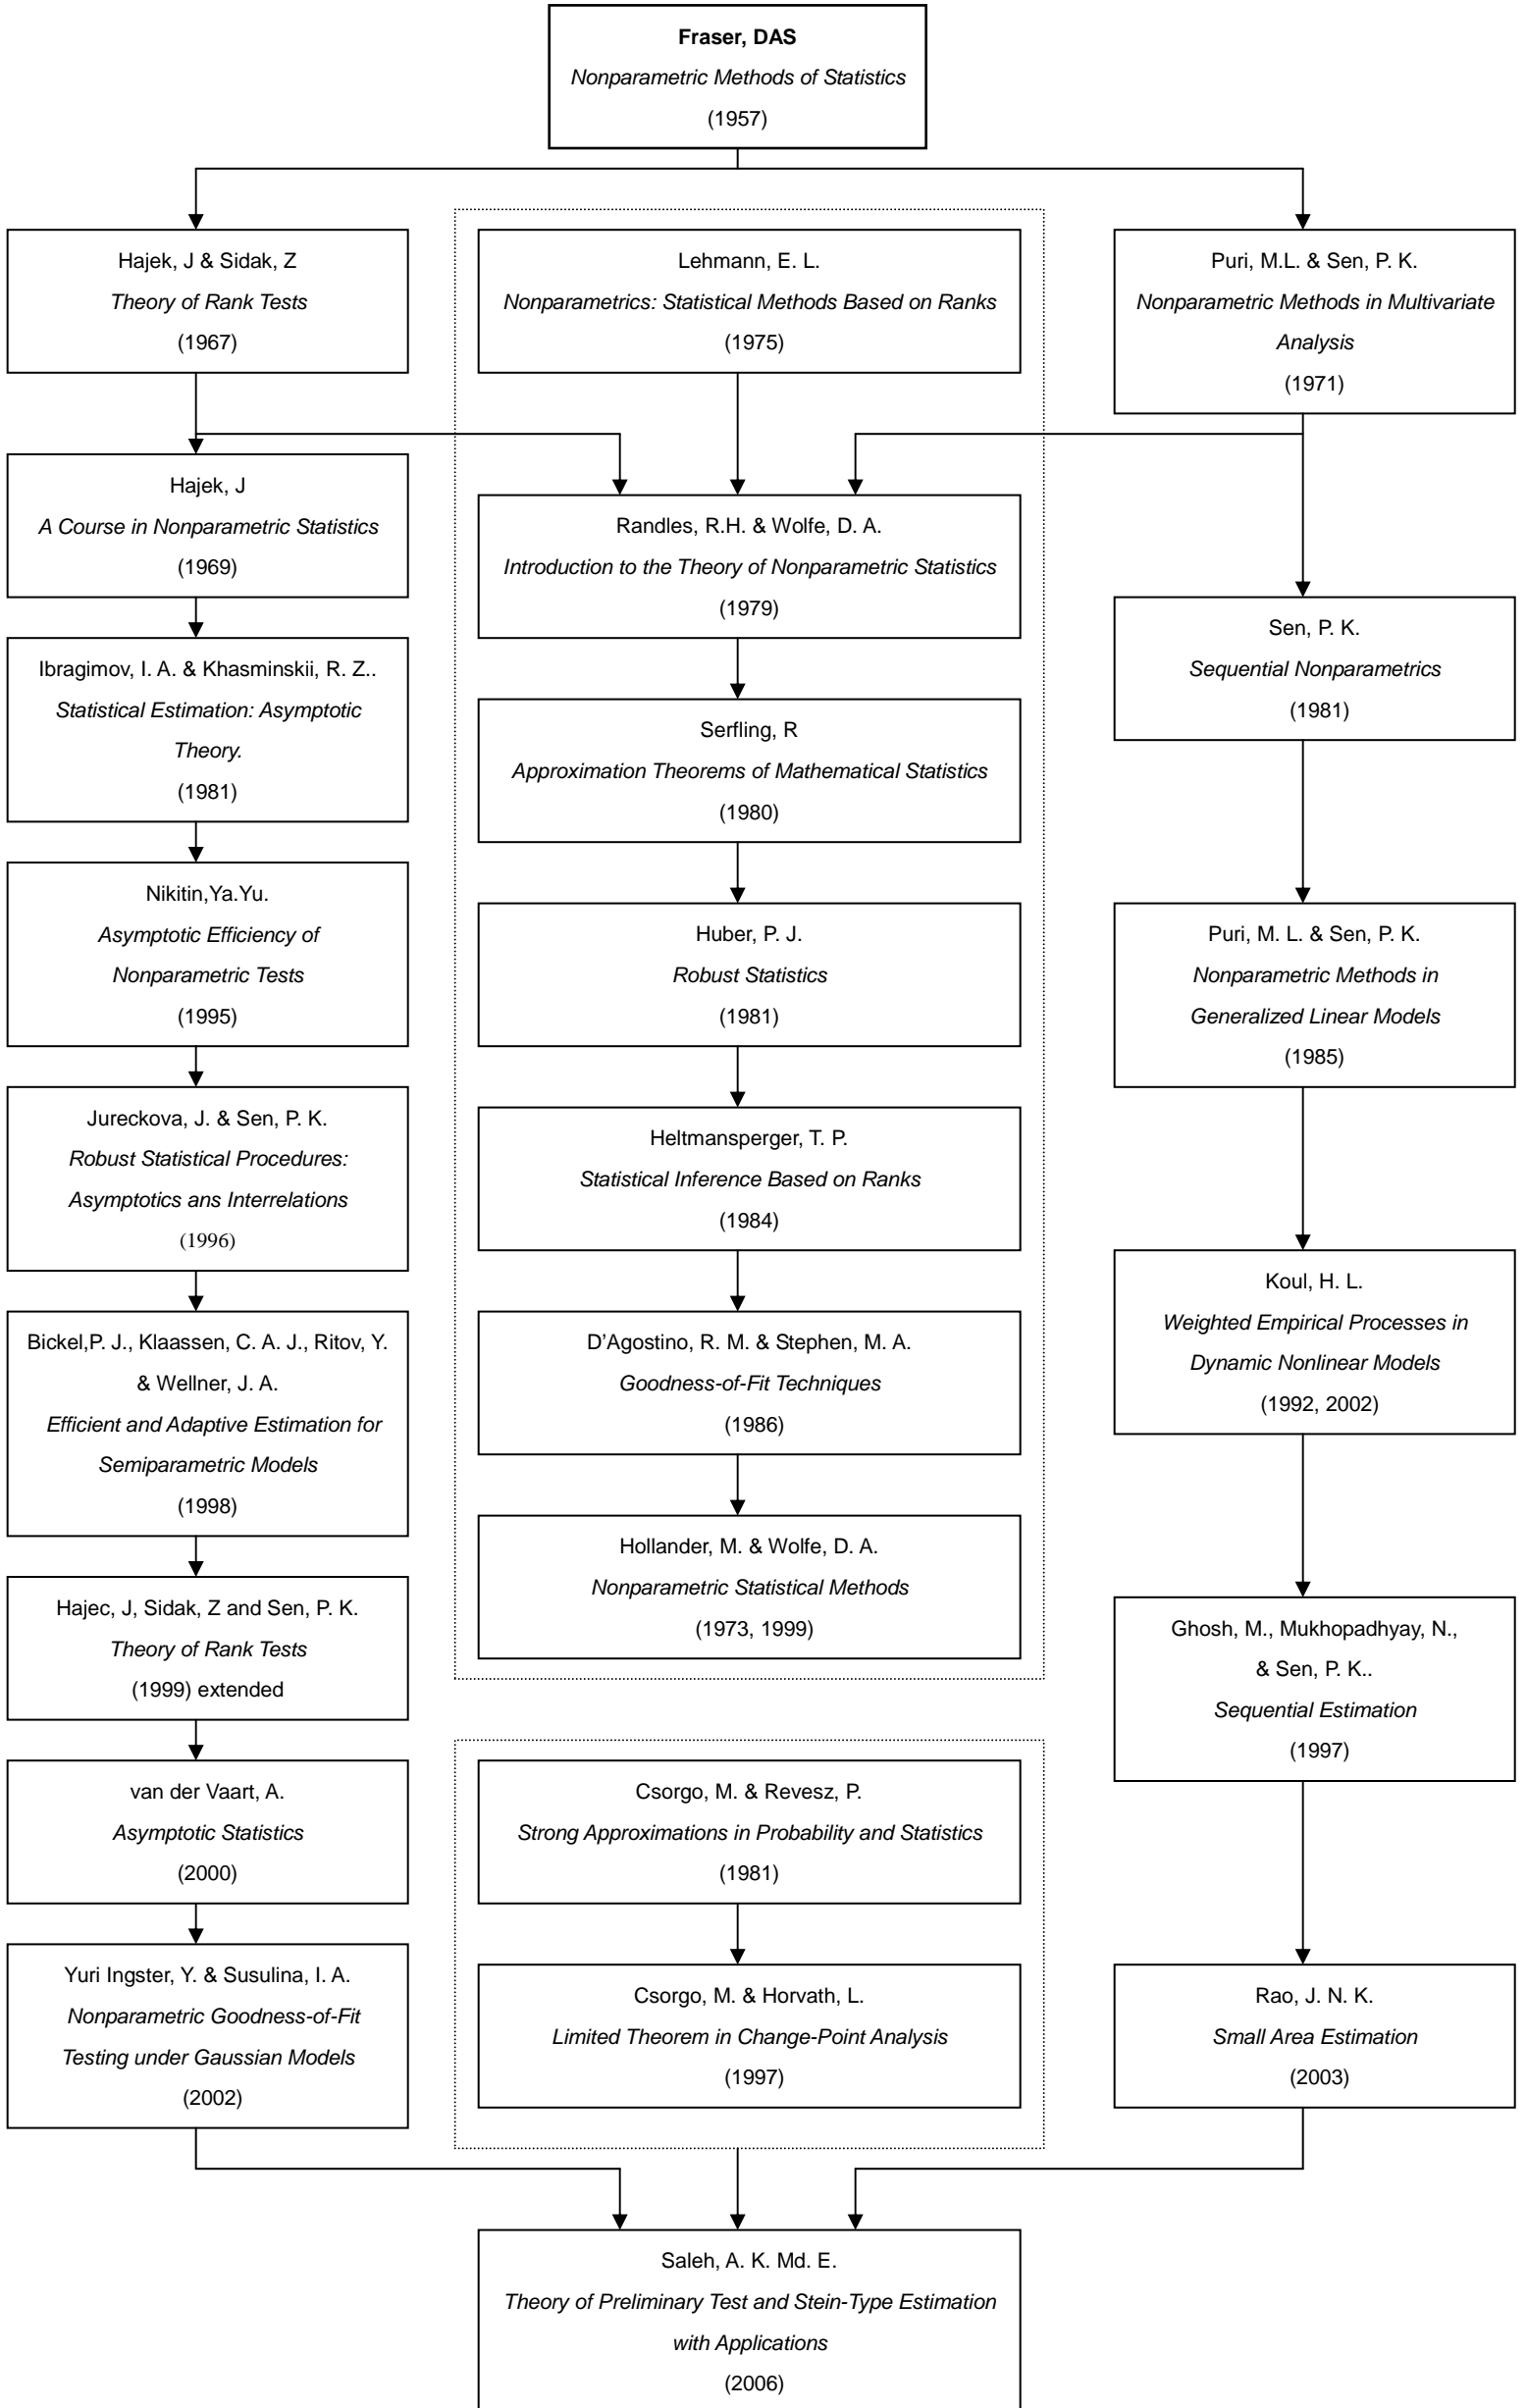 Fraser, DAS
Nonparametric Methods of Statistics
(1957)
Hajek, J & Sidak, Z
Theory of Rank Tests
(1967)
Lehmann, E. L.
Nonparametrics: Statistical Methods Based on Ranks
(1975)
Puri, M.L. & Sen, P. K.
Nonparametric Methods in Multivariate
Analysis
(1971)
Hajek, J
A Course in Nonparametric Statistics
(1969)
Randles, R.H. & Wolfe, D. A.
Introduction to the Theory of Nonparametric Statistics
(1979)
Sen, P. K.
Sequential Nonparametrics
(1981)
Ibragimov, I. A. & Khasminskii, R. Z..
Statistical Estimation: Asymptotic
Theory.
(1981)
Serfling, R
Approximation Theorems of Mathematical Statistics
(1980)
Nikitin,Ya.Yu.
Asymptotic Efficiency of
Nonparametric Tests
(1995)
Huber, P. J.
Robust Statistics
(1981)
Puri, M. L. & Sen, P. K.
Nonparametric Methods in
Generalized Linear Models
(1985)
Jureckova, J. & Sen, P. K.
Robust Statistical Procedures:
Asymptotics ans Interrelations
(1996)
Heltmansperger, T. P.
Statistical Inference Based on Ranks
(1984)
Koul, H. L.
Weighted Empirical Processes in
Dynamic Nonlinear Models
(1992, 2002)
Bickel,P. J., Klaassen, C. A. J., Ritov, Y.
& Wellner, J. A.
Efficient and Adaptive Estimation for
Semiparametric Models
(1998)
D'Agostino, R. M. & Stephen, M. A.
Goodness-of-Fit Techniques
(1986)
Hollander, M. & Wolfe, D. A.
Nonparametric Statistical Methods
(1973, 1999)
Hajec, J, Sidak, Z and Sen, P. K.
Theory of Rank Tests
(1999) extended
Ghosh, M., Mukhopadhyay, N.,
& Sen, P. K..
Sequential Estimation
(1997)
van der Vaart, A.
Asymptotic Statistics
(2000)
Csorgo, M. & Revesz, P.
Strong Approximations in Probability and Statistics
(1981)
Yuri Ingster, Y. & Susulina, I. A.
Nonparametric Goodness-of-Fit
Testing under Gaussian Models
(2002)
Csorgo, M. & Horvath, L.
Limited Theorem in Change-Point Analysis
(1997)
Rao, J. N. K.
Small Area Estimation
(2003)
Saleh, A. K. Md. E.
Theory of Preliminary Test and Stein-Type Estimation
with Applications
(2006)